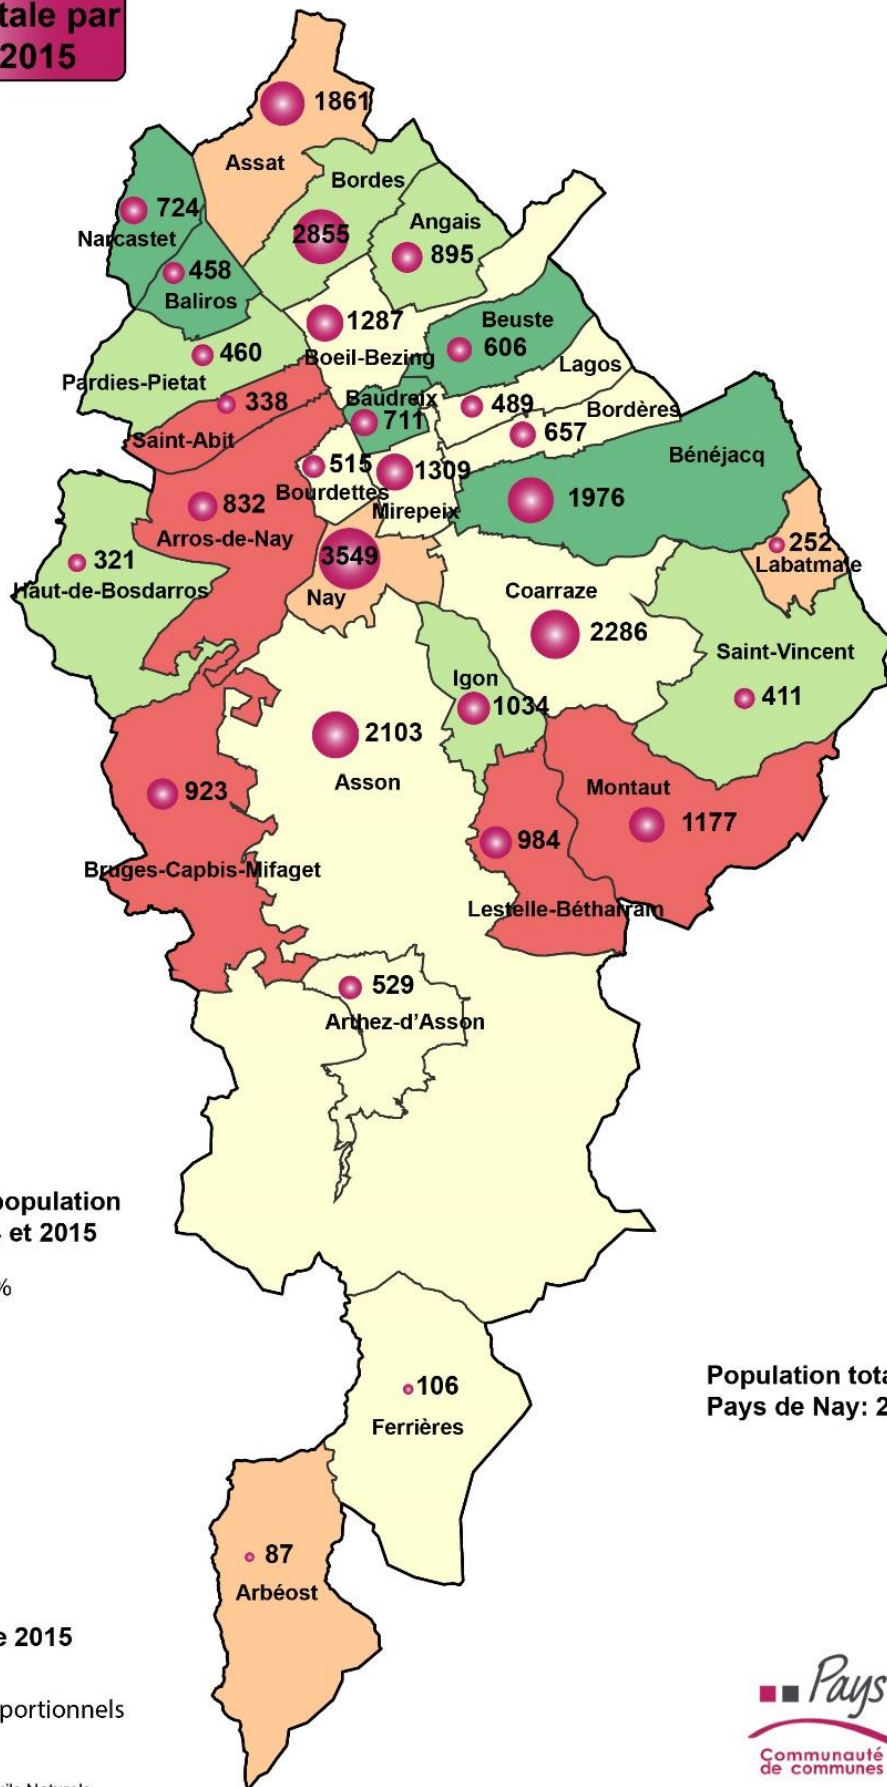 tale par
2015
1861
Assat
Bordes
2855
Angais
895
724
Narcastet
458
Baliros
1287
Boeil-Bezing
Beuste
606
Lagos
460
Pardies-Pietat
338
Saint-Abit
Baudreix
711
489
Bordères
657
Bénéjacq
1976
515
Bourdettes
1309
Mirepeix
832
Arros-de-Nay
321
Haut-de-Bosdarros
3549
Nay
252
Labatmale
Coarraze
2286
Saint-Vincent
411
Igon
1034
2103
Asson
923
Bruges-Capbis-Mifaget
Montaut
1177
984
Lestelle-Bétharram
529
Arthez-d'Asson
population
et 2015
%
106
Ferrières
Population tota
Pays de Nay: 2
87
Arbéost
e 2015
portionnels
Pays
Communauté
de communes